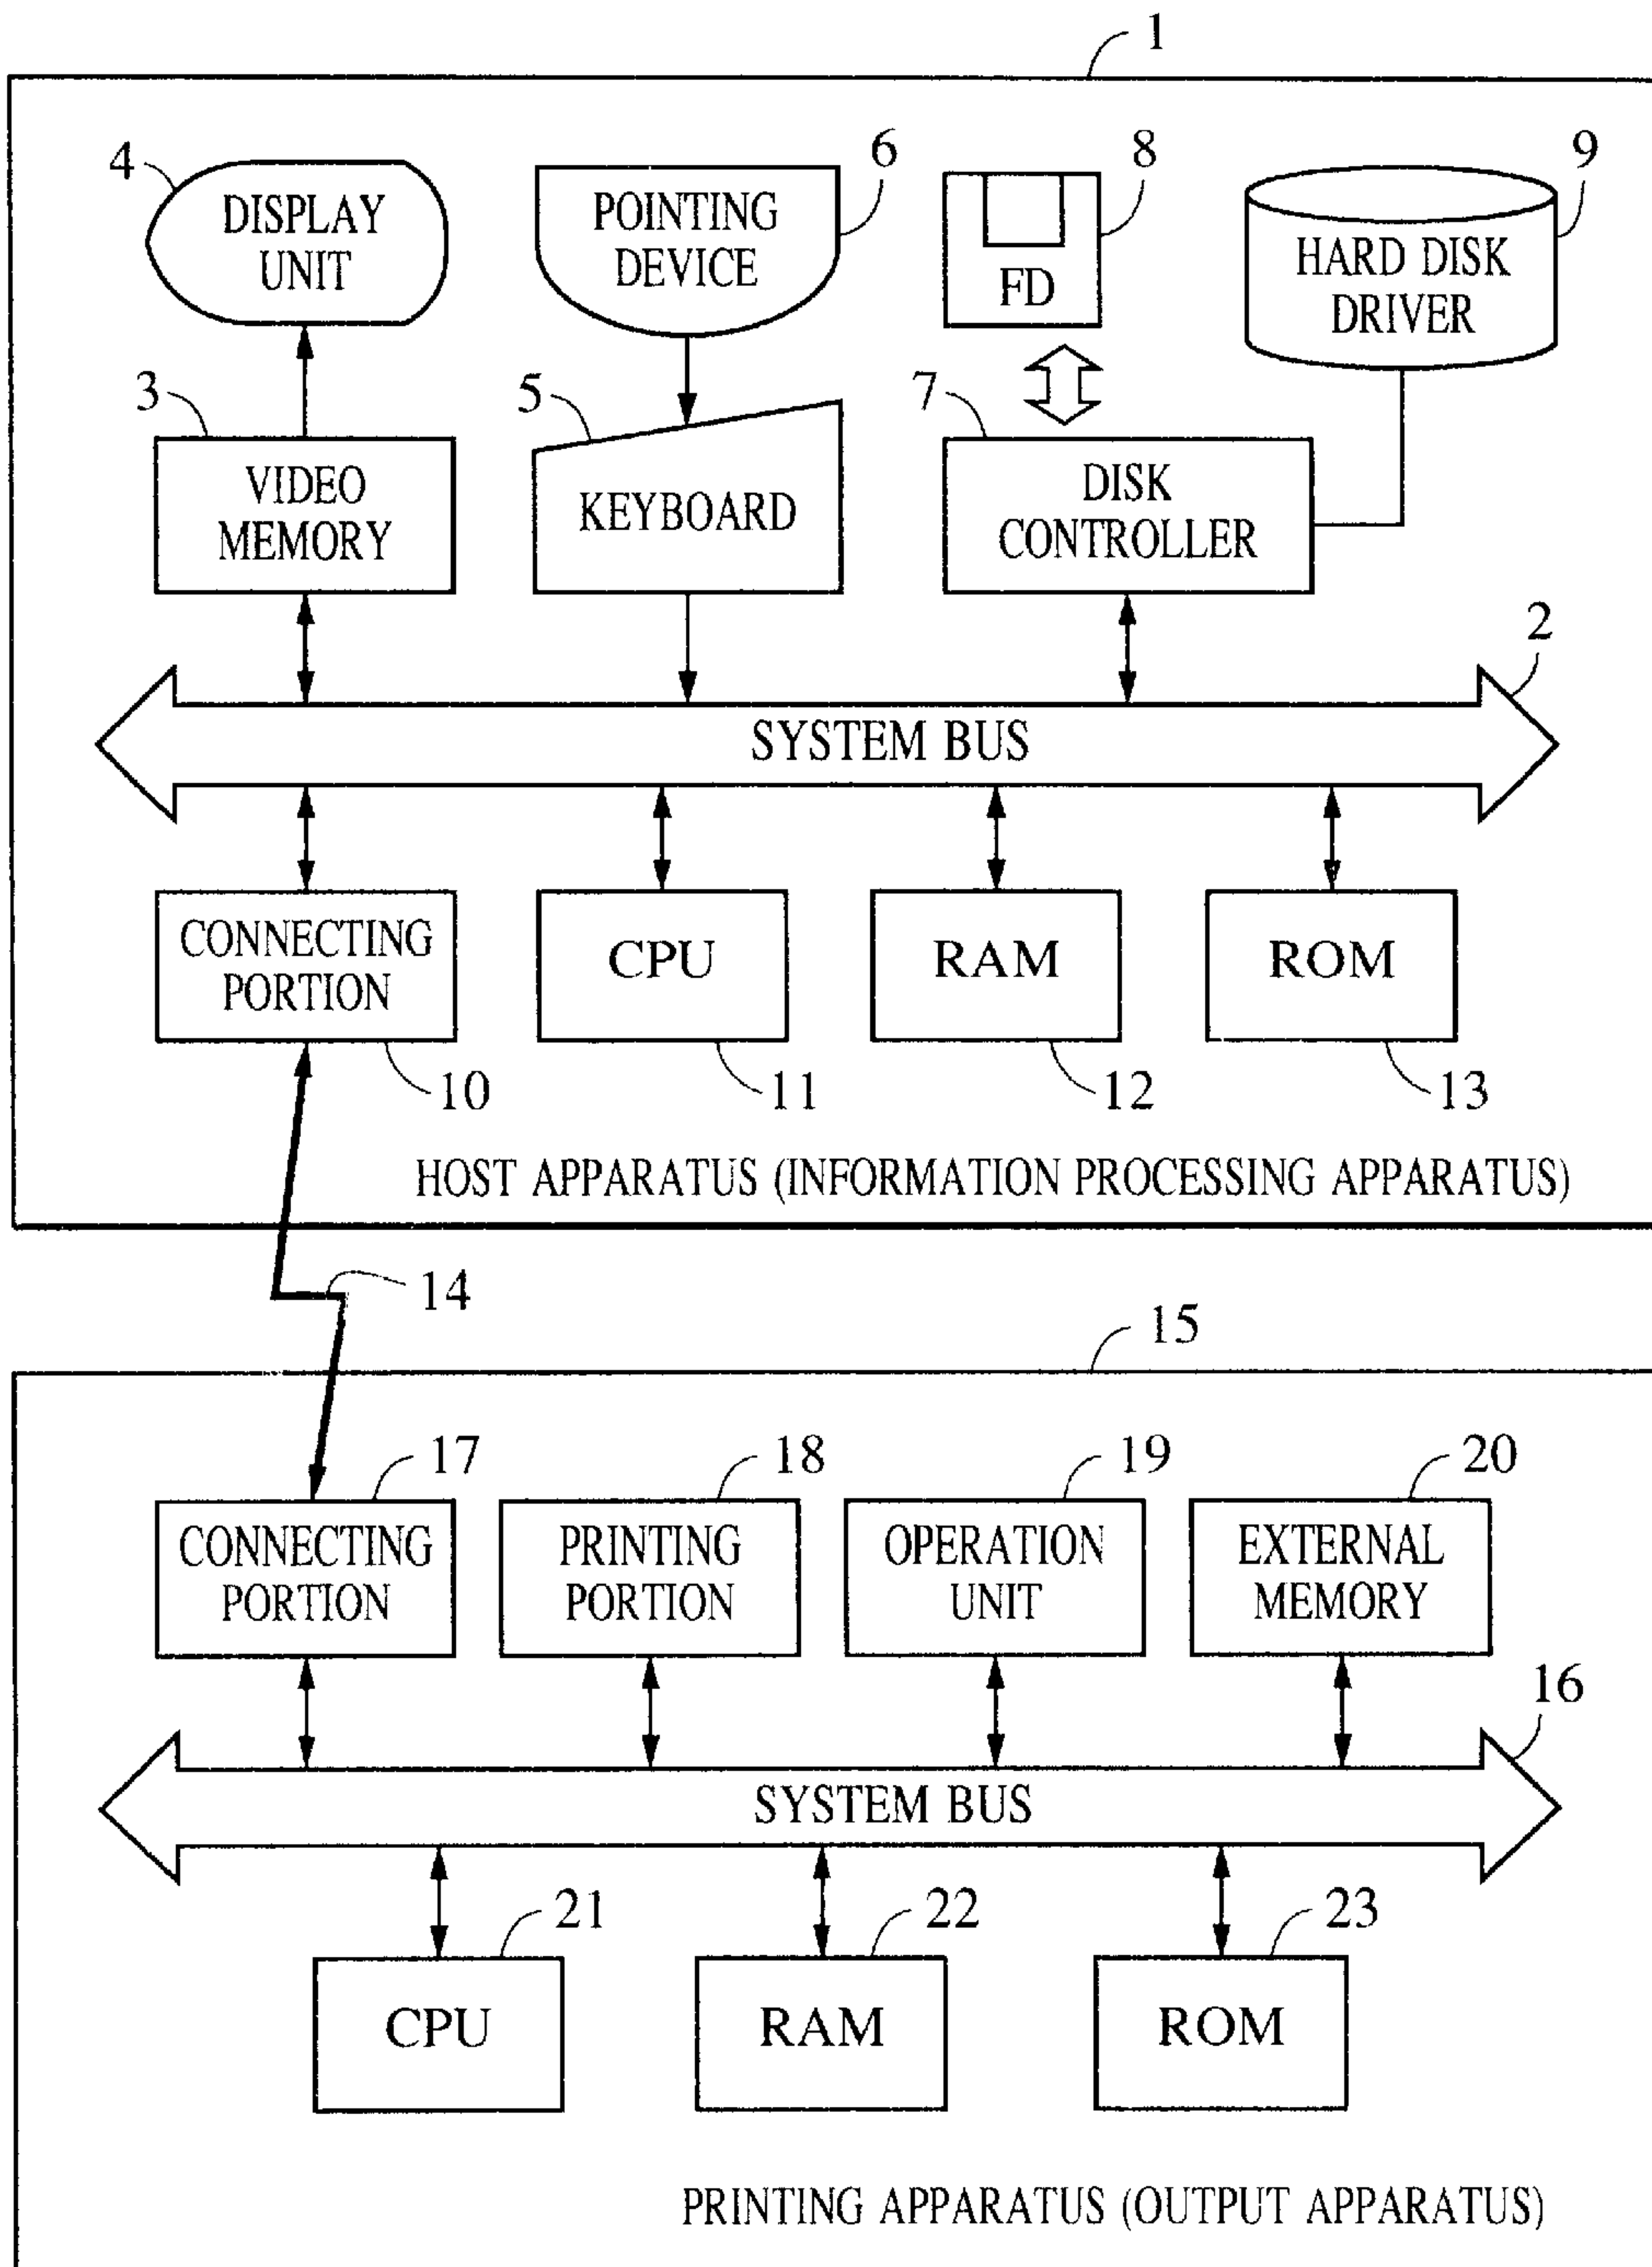 1
4
DISPLAY
UNIT
POINTING
DEVICE
6
8
FD
9
HARD DISK
DRIVER
3
VIDEO
MEMORY
5
KEYBOARD
7
DISK
CONTROLLER
2
SYSTEM BUS
CONNECTING
PORTION
CPU
RAM
ROM
10
11
12
13
HOST APPARATUS (INFORMATION PROCESSING APPARATUS)
14
15
17
18
19
20
CONNECTING
PORTION
PRINTING
PORTION
OPERATION
UNIT
EXTERNAL
MEMORY
16
SYSTEM BUS
21
22
23
CPU
RAM
ROM
PRINTING APPARATUS (OUTPUT APPARATUS)